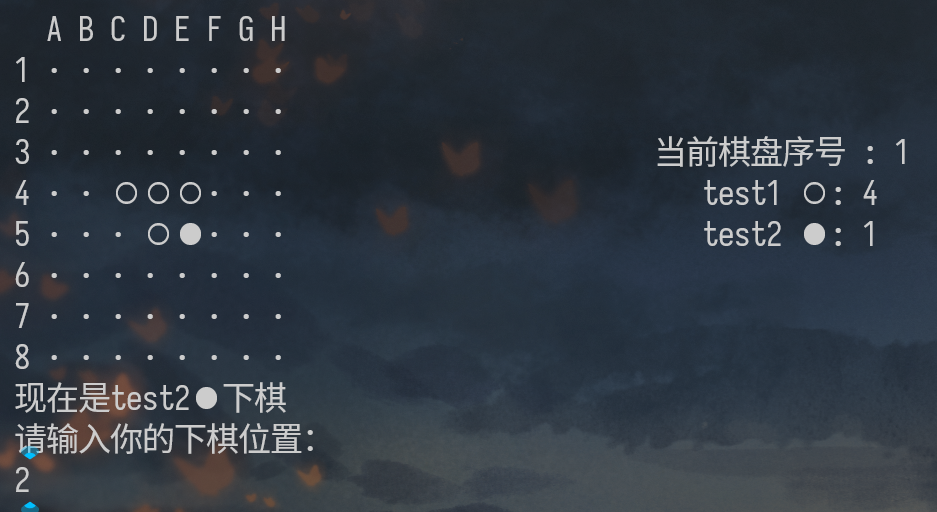 A B C D E F G H
1 · · · · · · · ·
2 · · · · · · · ·
3 · · · · · · · ·
4 · · ○ ○ ○ · · ·
5 · · · ○ ● · · ·
6 · · · · · · · ·
7 · · · · · · · ·
8 · · · · · · · ·
当前棋盘序号 : 1
test1 ○: 4
test2 ●: 1
现在是test2●下棋
请输入你的下棋位置:
2